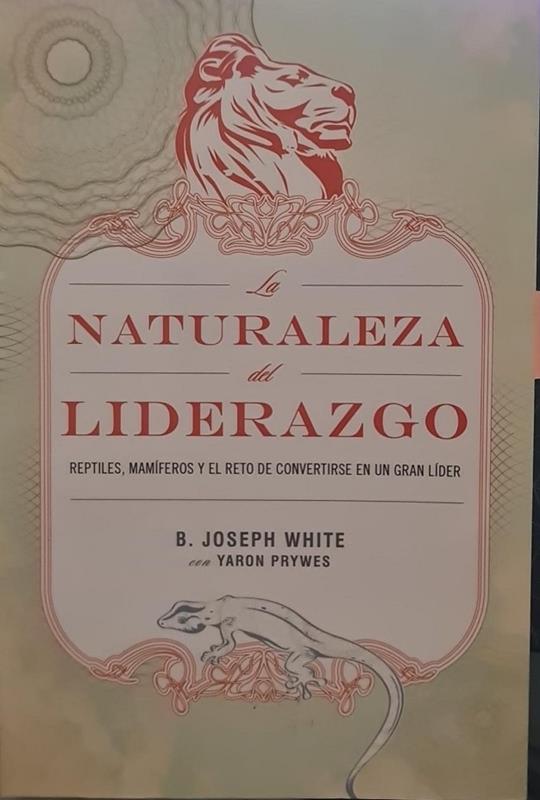 La
NATURALEZA
del
LIDERAZGO
REPTILES, MAMÍFEROS Y EL RETO DE CONVERTIRSE EN UN GRAN LÍDER
B. JOSEPH WHITE
con YARON PRYWES